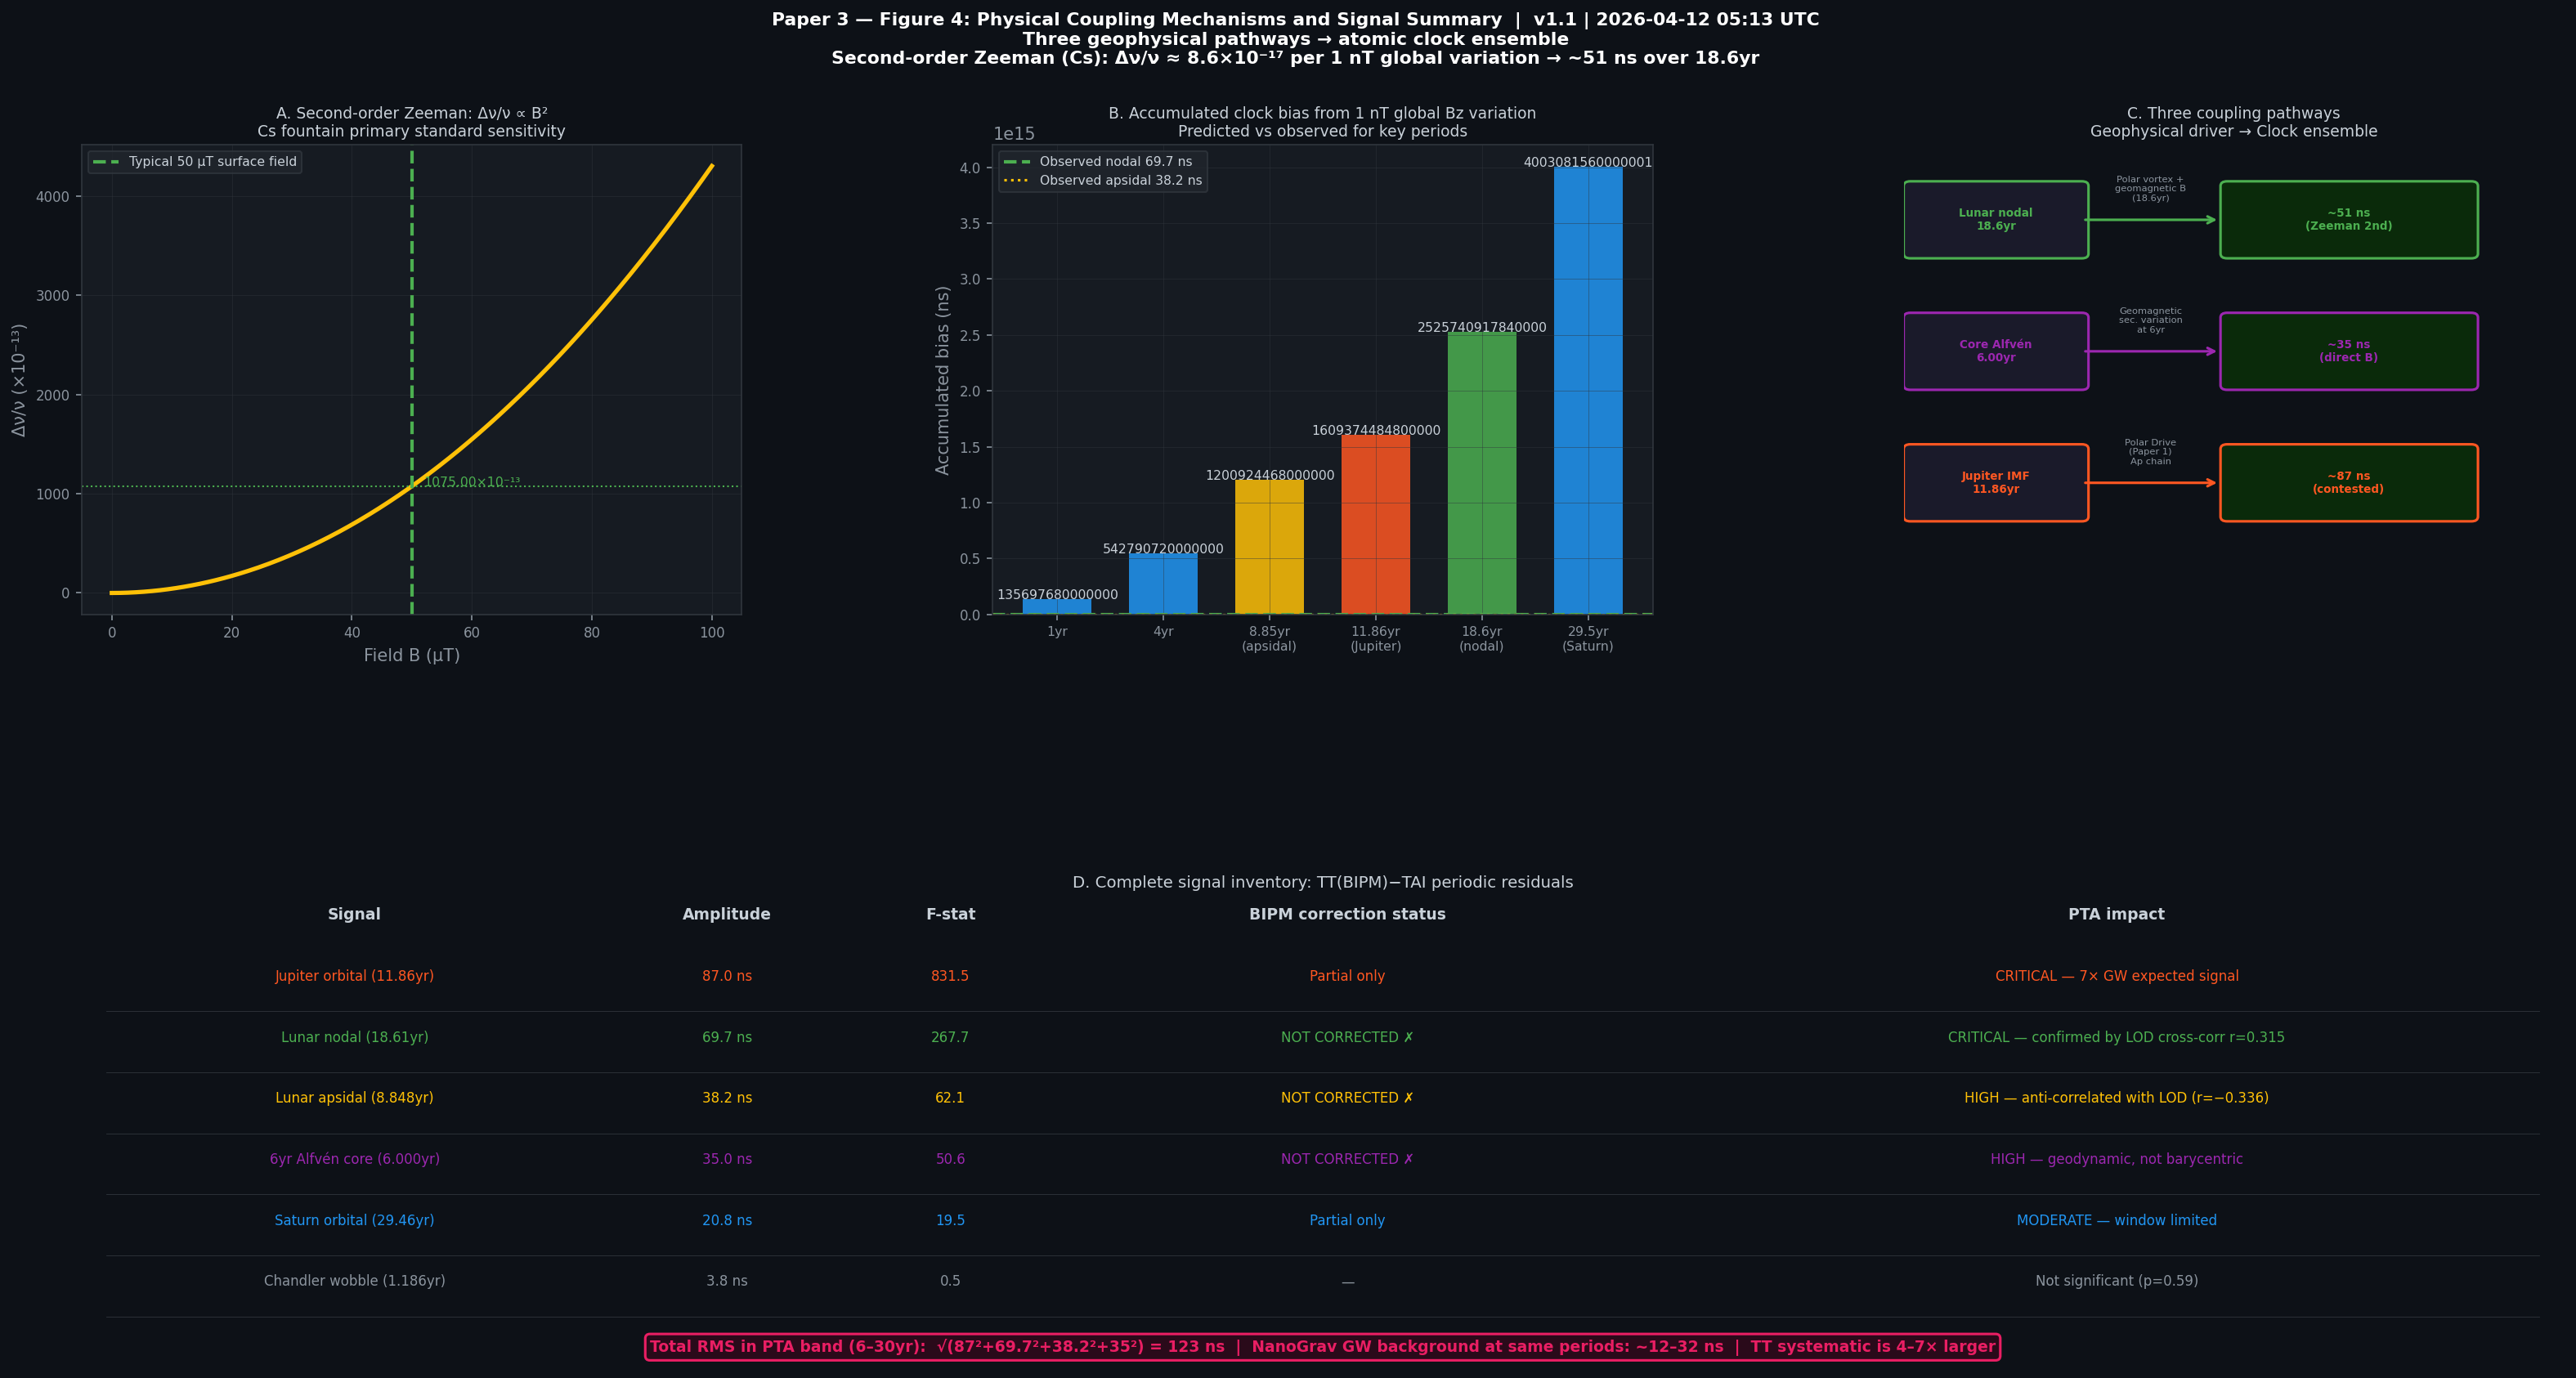 Paper 3 — Figure 4: Physical Coupling Mechanisms and Signal Summary | v1.1 | 2026-04-12 05:13 UTC
Three geophysical pathways → atomic clock ensemble
Second-order Zeeman (Cs): Δν/ν ≈ 8.6×10⁻¹⁷ per 1 nT global variation → ~51 ns over 18.6yr
A. Second-order Zeeman: Δν/ν ∝ B²
Cs fountain primary standard sensitivity
Typical 50 μT surface field
Δν/ν (×10⁻¹³)
4000
3000
2000
1000
0
1075.00×10⁻¹³
0 20 40 60 80 100
Field B (μT)
B. Accumulated clock bias from 1 nT global Bz variation
Predicted vs observed for key periods
1e15
Observed nodal 69.7 ns
Observed apsidal 38.2 ns
Accumulated bias (ns)
4.0
3.5
3.0
2.5
2.0
1.5
1.0
0.5
0.0
135697680000000
542790720000000
1200924468000000
1609374484800000
2525740917840000
4003081560000001
1yr 4yr 8.85yr 11.86yr 18.6yr 29.5yr
(apsidal) (Jupiter) (nodal) (Saturn)
C. Three coupling pathways
Geophysical driver → Clock ensemble
Lunar nodal
18.6yr
Polar vortex +
geomagnetic B
(18.6yr)
~51 ns
(Zeeman 2nd)
Core Alfvén
6.00yr
Geomagnetic
sec. variation
at 6yr
~35 ns
(direct B)
Jupiter IMF
11.86yr
Polar Drive
(Paper 1)
Ap chain
~87 ns
(contested)
D. Complete signal inventory: TT(BIPM)−TAI periodic residuals
Signal Amplitude F-stat BIPM correction status PTA impact
Jupiter orbital (11.86yr) 87.0 ns 831.5 Partial only CRITICAL — 7× GW expected signal
Lunar nodal (18.61yr) 69.7 ns 267.7 NOT CORRECTED ✗ CRITICAL — confirmed by LOD cross-corr r=0.315
Lunar apsidal (8.848yr) 38.2 ns 62.1 NOT CORRECTED ✗ HIGH — anti-correlated with LOD (r=−0.336)
6yr Alfvén core (6.000yr) 35.0 ns 50.6 NOT CORRECTED ✗ HIGH — geodynamic, not barycentric
Saturn orbital (29.46yr) 20.8 ns 19.5 Partial only MODERATE — window limited
Chandler wobble (1.186yr) 3.8 ns 0.5 — Not significant (p=0.59)
Total RMS in PTA band (6–30yr): √(87²+69.7²+38.2²+35²) = 123 ns | NanoGrav GW background at same periods: ~12–32 ns | TT systematic is 4–7× larger